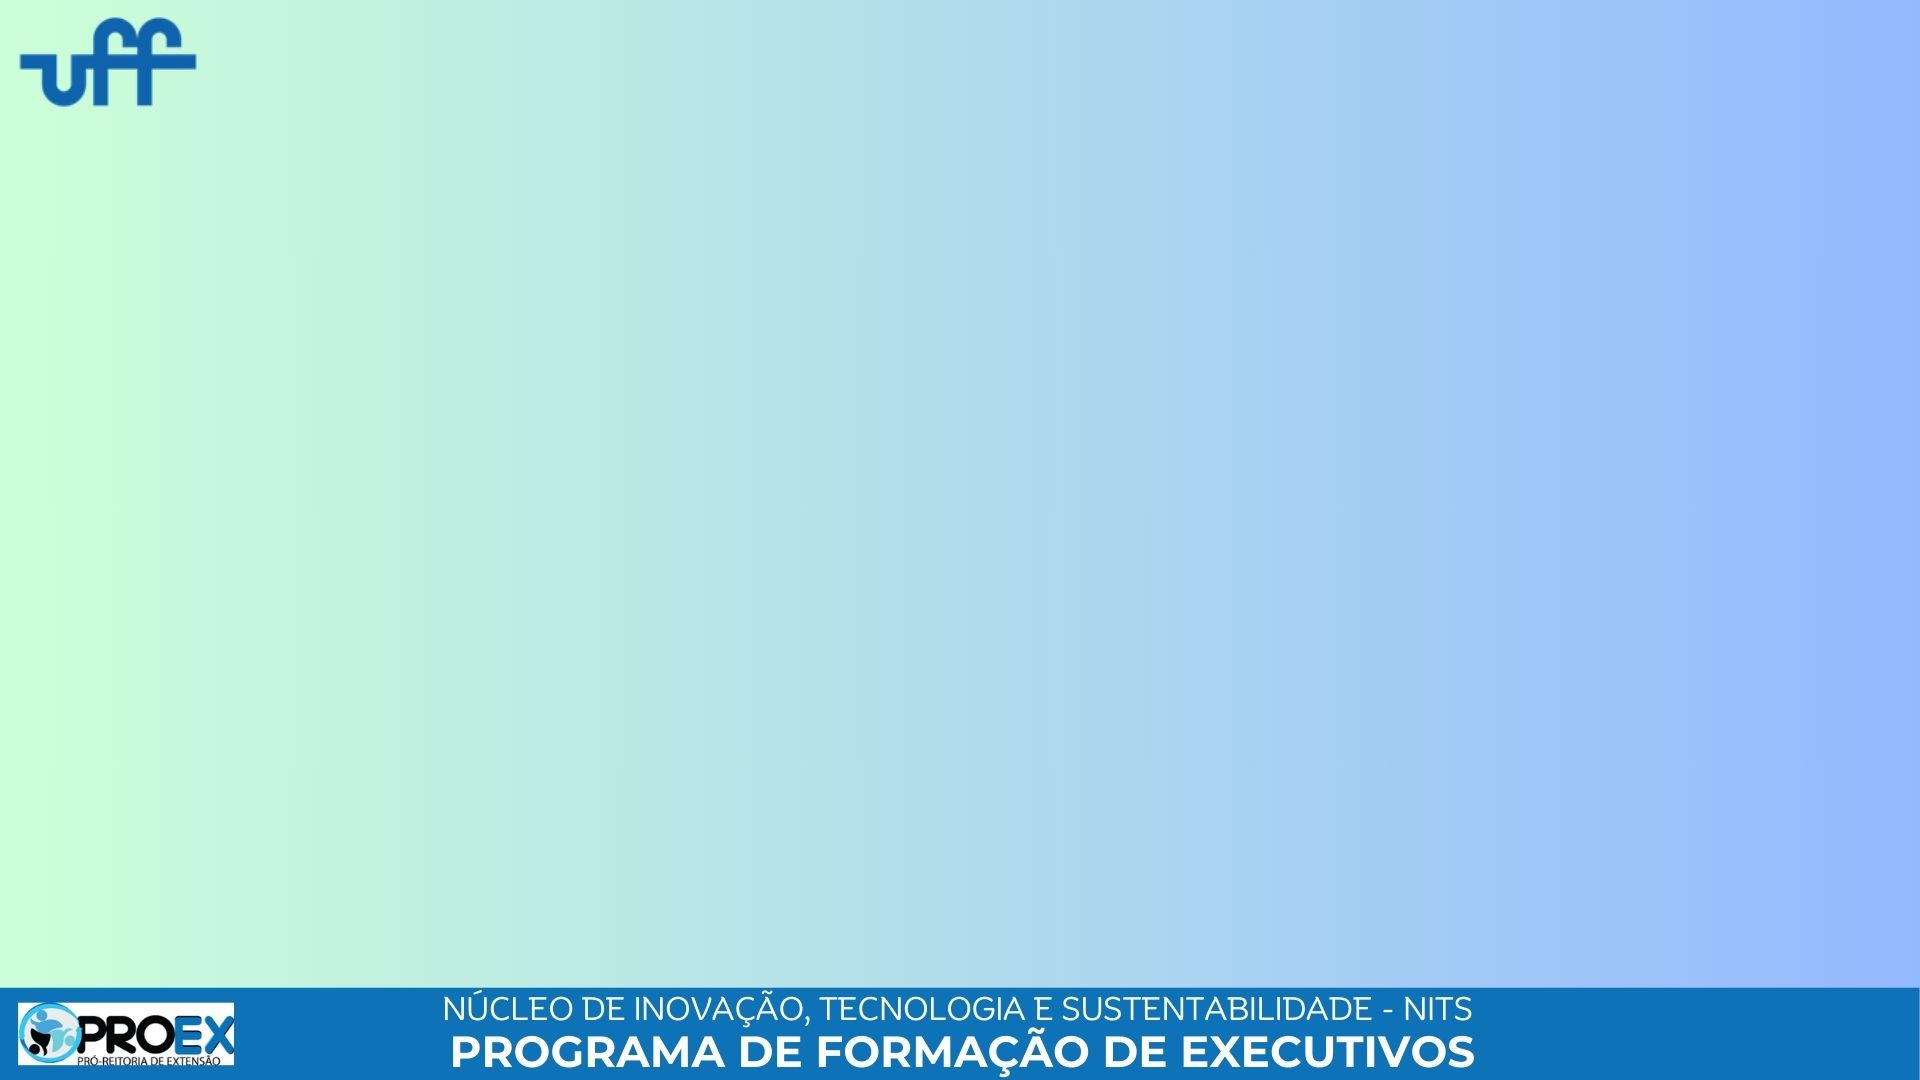 uff
NÚCLEO DE INOVAÇÃO, TECNOLOGIA E SUSTENTABILIDADE - NITS
PROEX
PRÓ-REITORIA DE EXTENSÃO
PROGRAMA DE FORMAÇÃO DE EXECUTIVOS